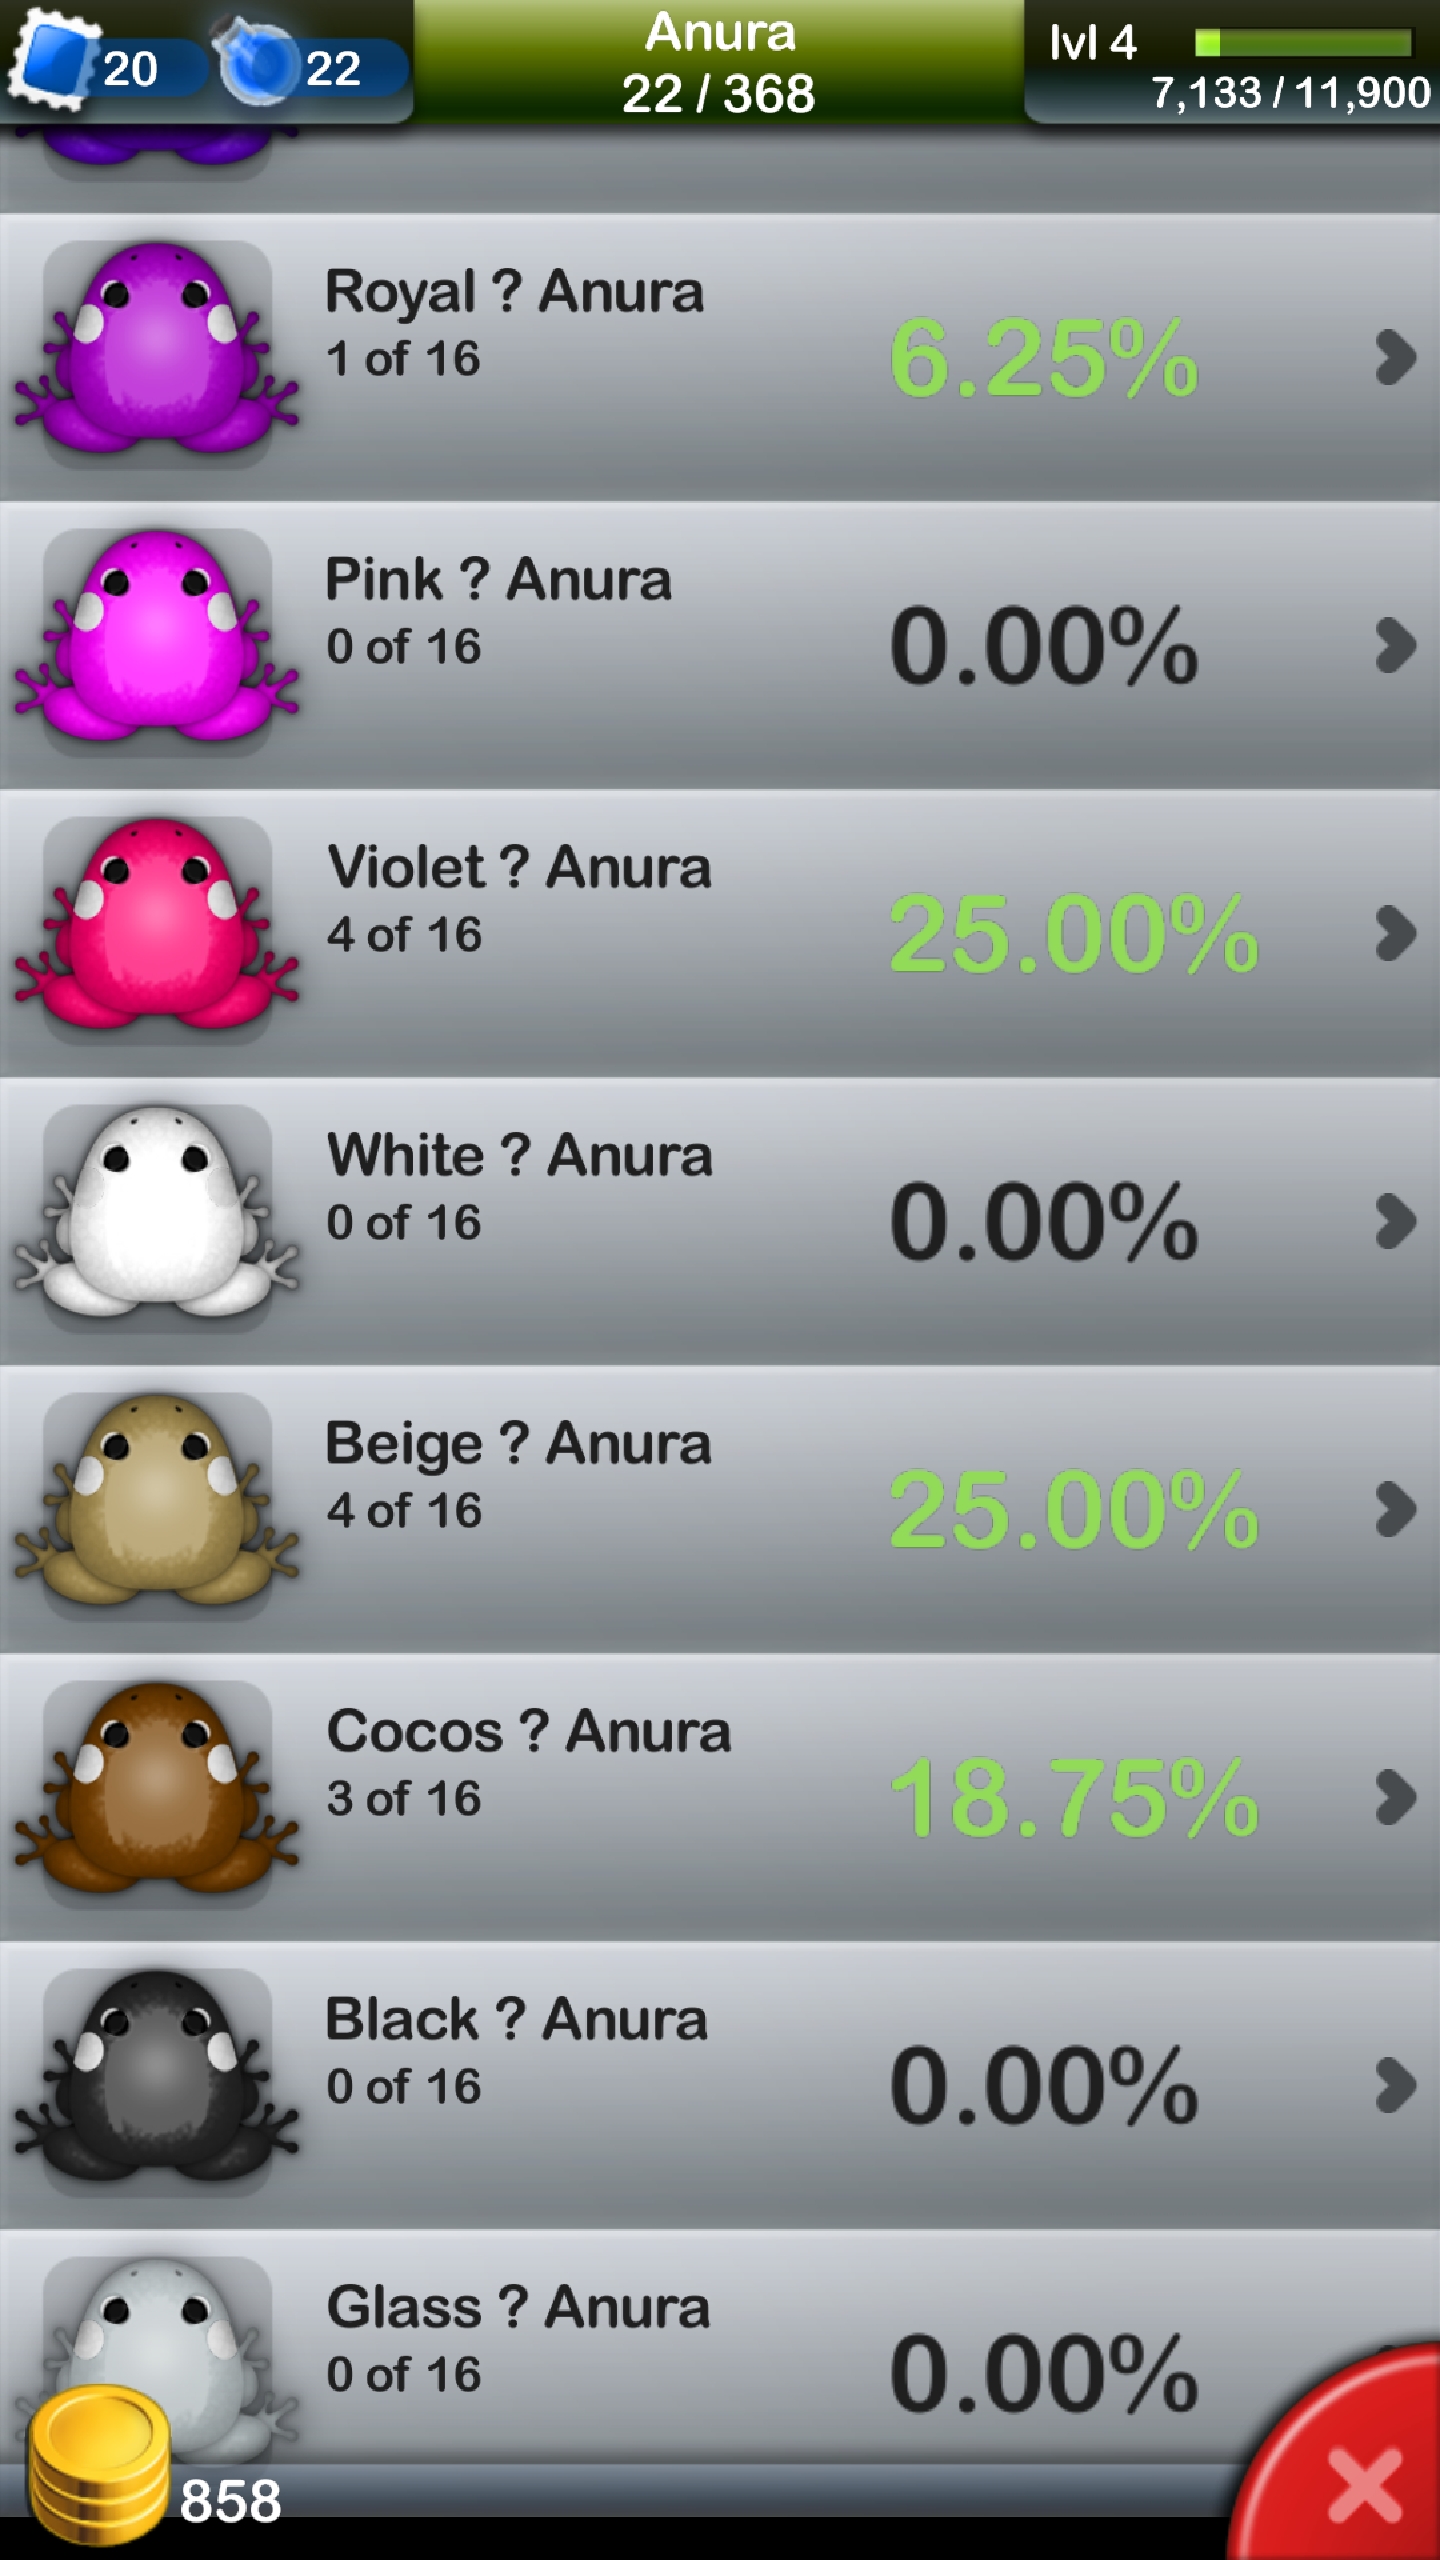 20
22
Anura
22 / 368
lvl 4
7,133 / 11,900
Royal ? Anura
1 of 16
6.25%
Pink ? Anura
0 of 16
0.00%
Violet ? Anura
4 of 16
25.00%
White ? Anura
0 of 16
0.00%
Beige ? Anura
4 of 16
25.00%
Cocos ? Anura
3 of 16
18.75%
Black ? Anura
0 of 16
0.00%
Glass ? Anura
0 of 16
0.00%
858